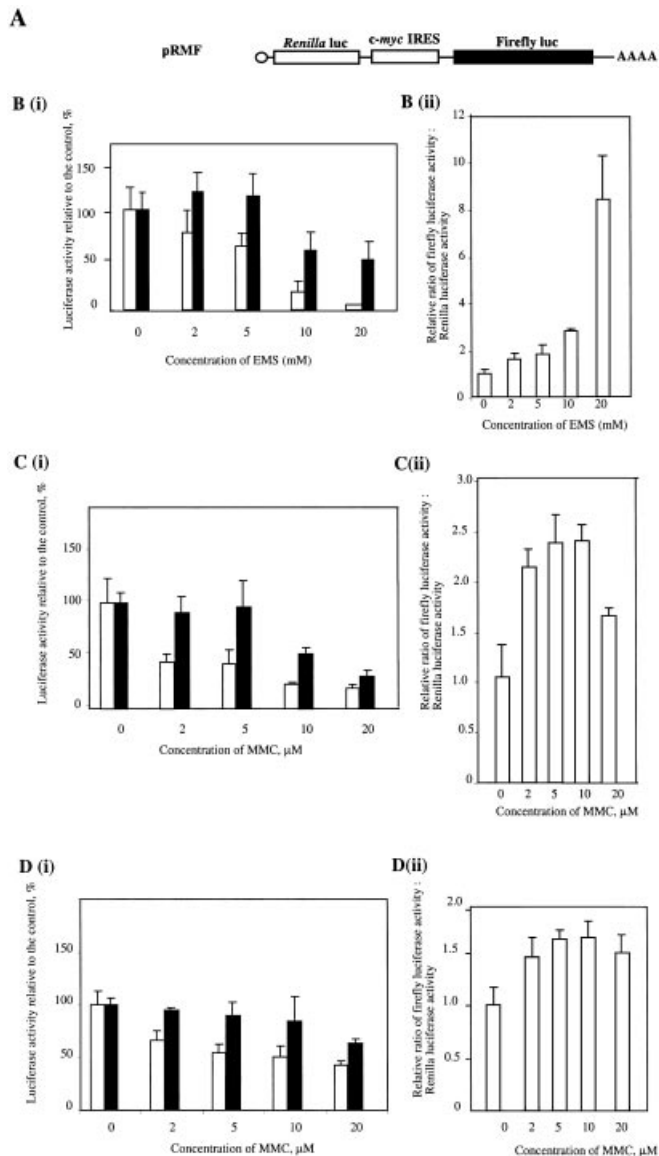 A
pRMF
Renilla luc
c-myc IRES
Firefly luc
AAAA
B (i)
Luciferase activity relative to the control, %
150
100
50
0
0 2 5 10 20
Concentration of EMS (mM)
B (ii)
Relative ratio of firefly luciferase activity :
Renilla luciferase activity
12
10
8
6
4
2
0
0 2 5 10 20
Concentration of EMS (mM)
C (i)
Luciferase activity relative to the control, %
150
100
50
0
0 2 5 10 20
Concentration of MMC, µM
C(ii)
Relative ratio of firefly luciferase activity :
Renilla luciferase activity
3.0
2.5
2.0
1.5
1.0
0.5
0
0 2 5 10 20
Concentration of MMC, µM
D (i)
Luciferase activity relative to the control, %
150
100
50
0
0 2 5 10 20
Concentration of MMC, µM
D(ii)
Relative ratio of firefly luciferase activity :
Renilla luciferase activity
2.0
1.5
1.0
0.5
0
0 2 5 10 20
Concentration of MMC, µM